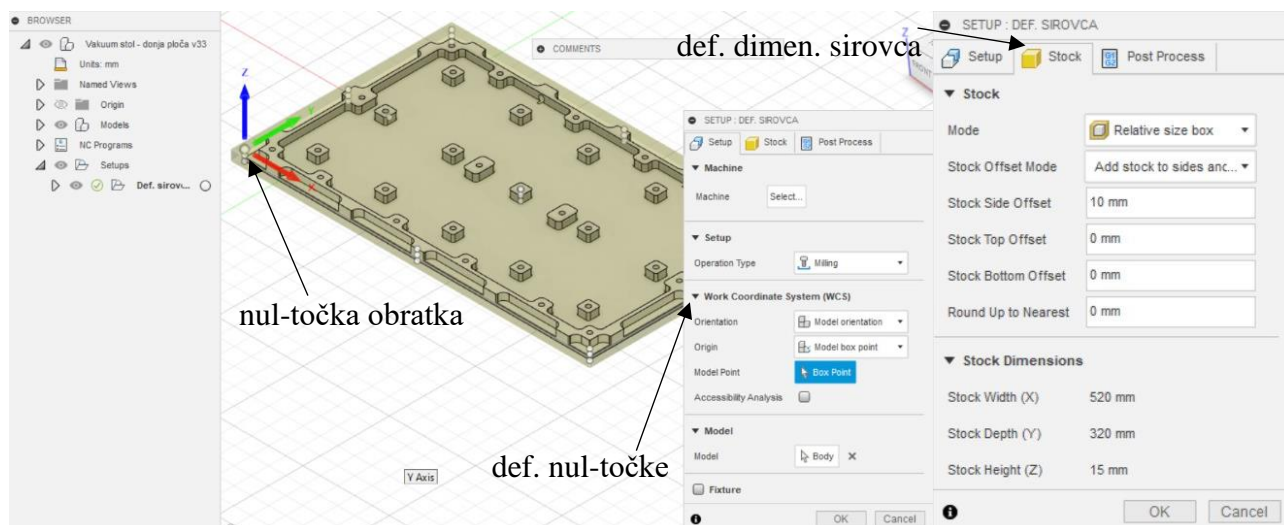 BROWSER
Vakuum stol - donja ploča v33
Units: mm
Named Views
Origin
Models
NC Programs
Setups
Def. sirov...
COMMENTS
Z
Y
X
nul-točka obratka
Y Axis
def. dimen. sirovca
def. nul-točke
Z
FRONT
SETUP : DEF. SIROVCA
Setup
Stock
Post Process
Machine
Machine
Select...
Setup
Operation Type
Milling
Work Coordinate System (WCS)
Orientation
Model orientation
Origin
Model box point
Model Point
Box Point
Accessibility Analysis
Model
Model
Body
Fixture
OK
Cancel
SETUP : DEF. SIROVCA
Setup
Stock
Post Process
Stock
Mode
Relative size box
Stock Offset Mode
Add stock to sides anc...
Stock Side Offset
10 mm
Stock Top Offset
0 mm
Stock Bottom Offset
0 mm
Round Up to Nearest
0 mm
Stock Dimensions
Stock Width (X)
520 mm
Stock Depth (Y)
320 mm
Stock Height (Z)
15 mm
OK
Cancel